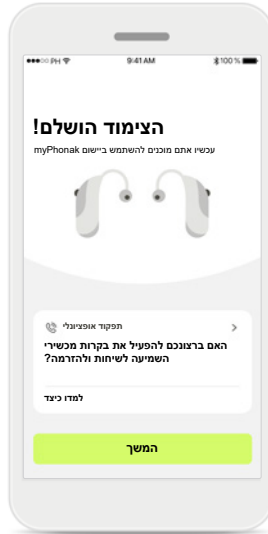 PH
9:41 AM
100 %
הצימוד הושלם!
עכשיו אתם מוכנים להשתמש ביישום myPhonak
תפקוד אופציונלי
האם ברצונכם להפעיל את בקרות מכשירי
השמיעה לשיחות ולהזרמה?
למדו כיצד
המשך